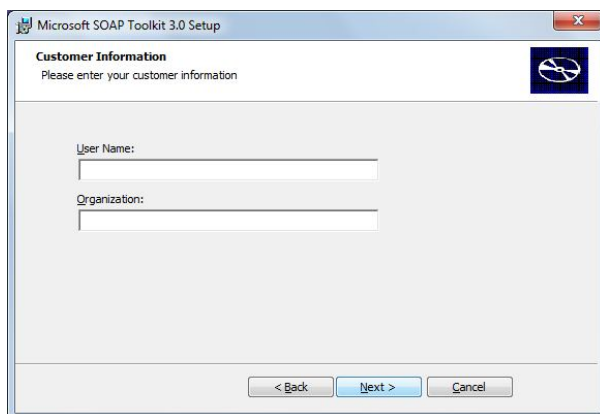 Microsoft SOAP Toolkit 3.0 Setup
Customer Information
Please enter your customer information
User Name:
Organization:
< Back
Next >
Cancel